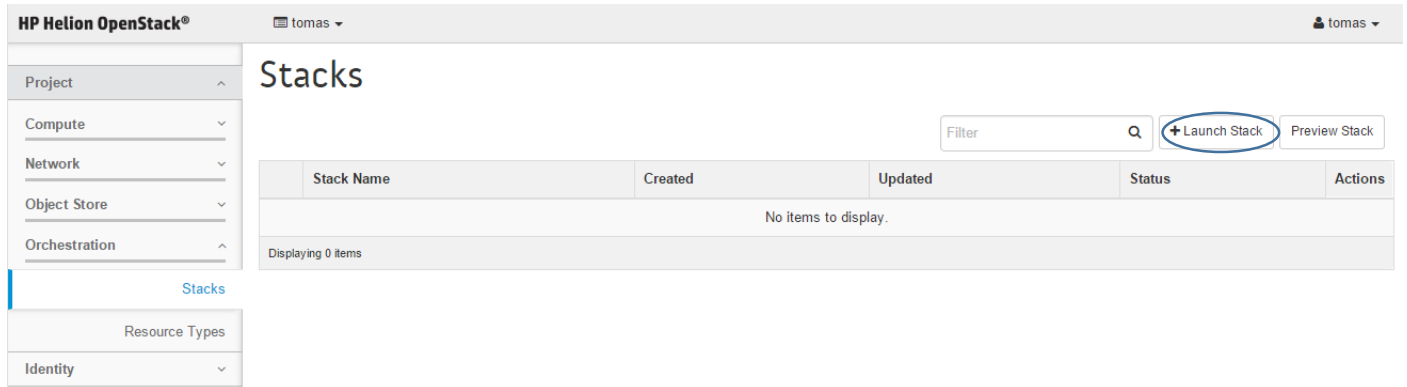 HP Helion OpenStack®
tomas
tomas
Project
Compute
Network
Object Store
Orchestration
Stacks
Resource Types
Identity
Stacks
Filter
+ Launch Stack
Preview Stack
Stack Name Created Updated Status Actions
No items to display.
Displaying 0 items